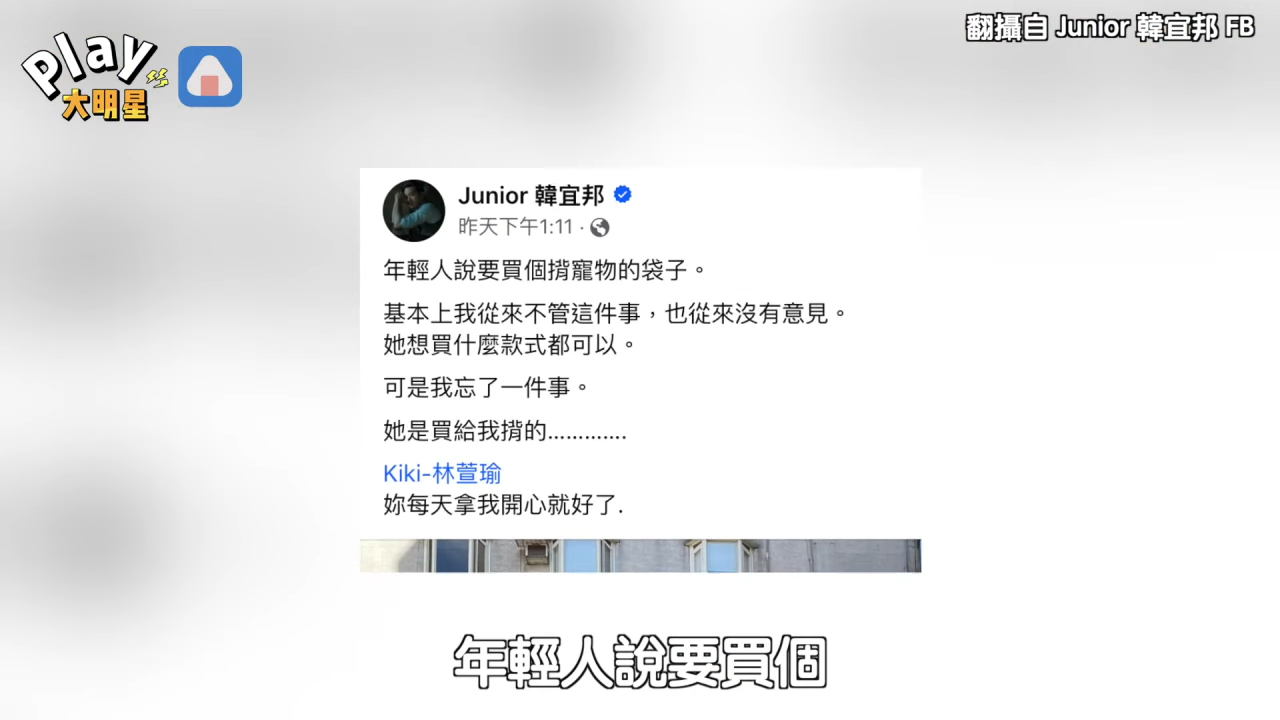 Play
大明星
翻攝自 Junior 韓宜邦 FB
Junior 韓宜邦
昨天下午1:11 ·
年輕人說要買個揹寵物的袋子。
基本上我從來不管這件事，也從來沒有意見。
她想買什麼款式都可以。
可是我忘了一件事。
她是買給我揹的.............
Kiki-林萱瑜
妳每天拿我開心就好了.
年輕人說要買個